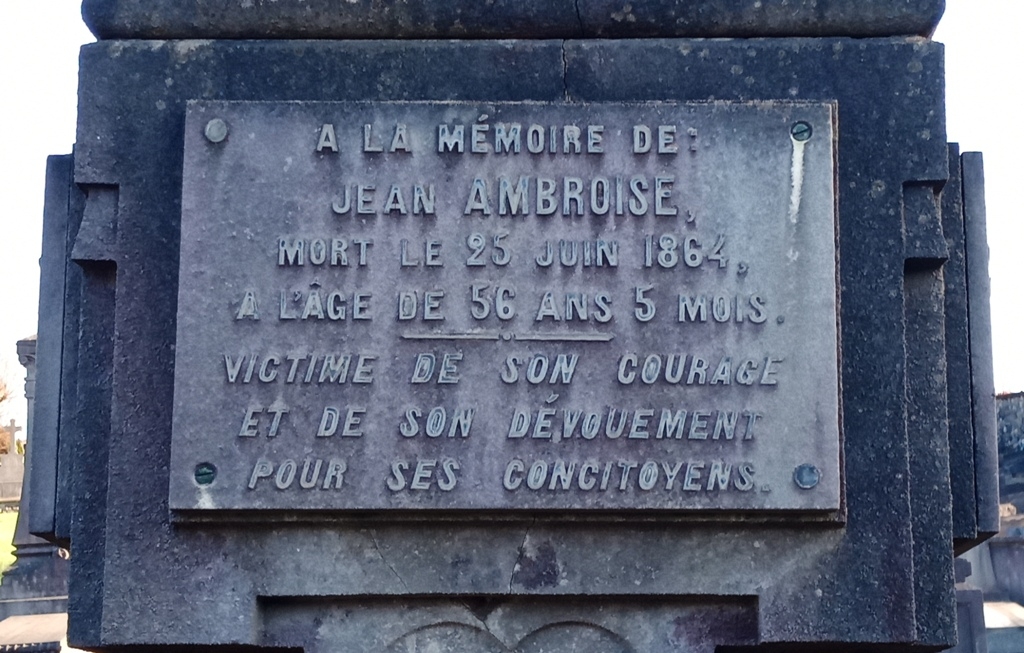 A LA MÉMOIRE DE:
JEAN AMBROISE,
MORT LE 25 JUIN 1864,
A L'ÂGE DE 56 ANS 5 MOIS.
VICTIME DE SON COURAGE
ET DE SON DÉVOUEMENT
POUR SES CONCITOYENS.